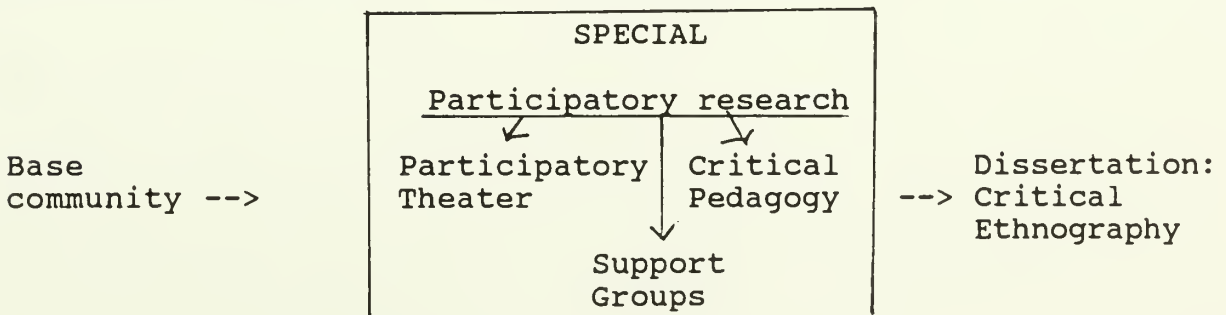 SPECIAL
Participatory research
Base
community -->
Participatory
Theater
Critical
Pedagogy
Support
Groups
--> Dissertation:
Critical
Ethnography